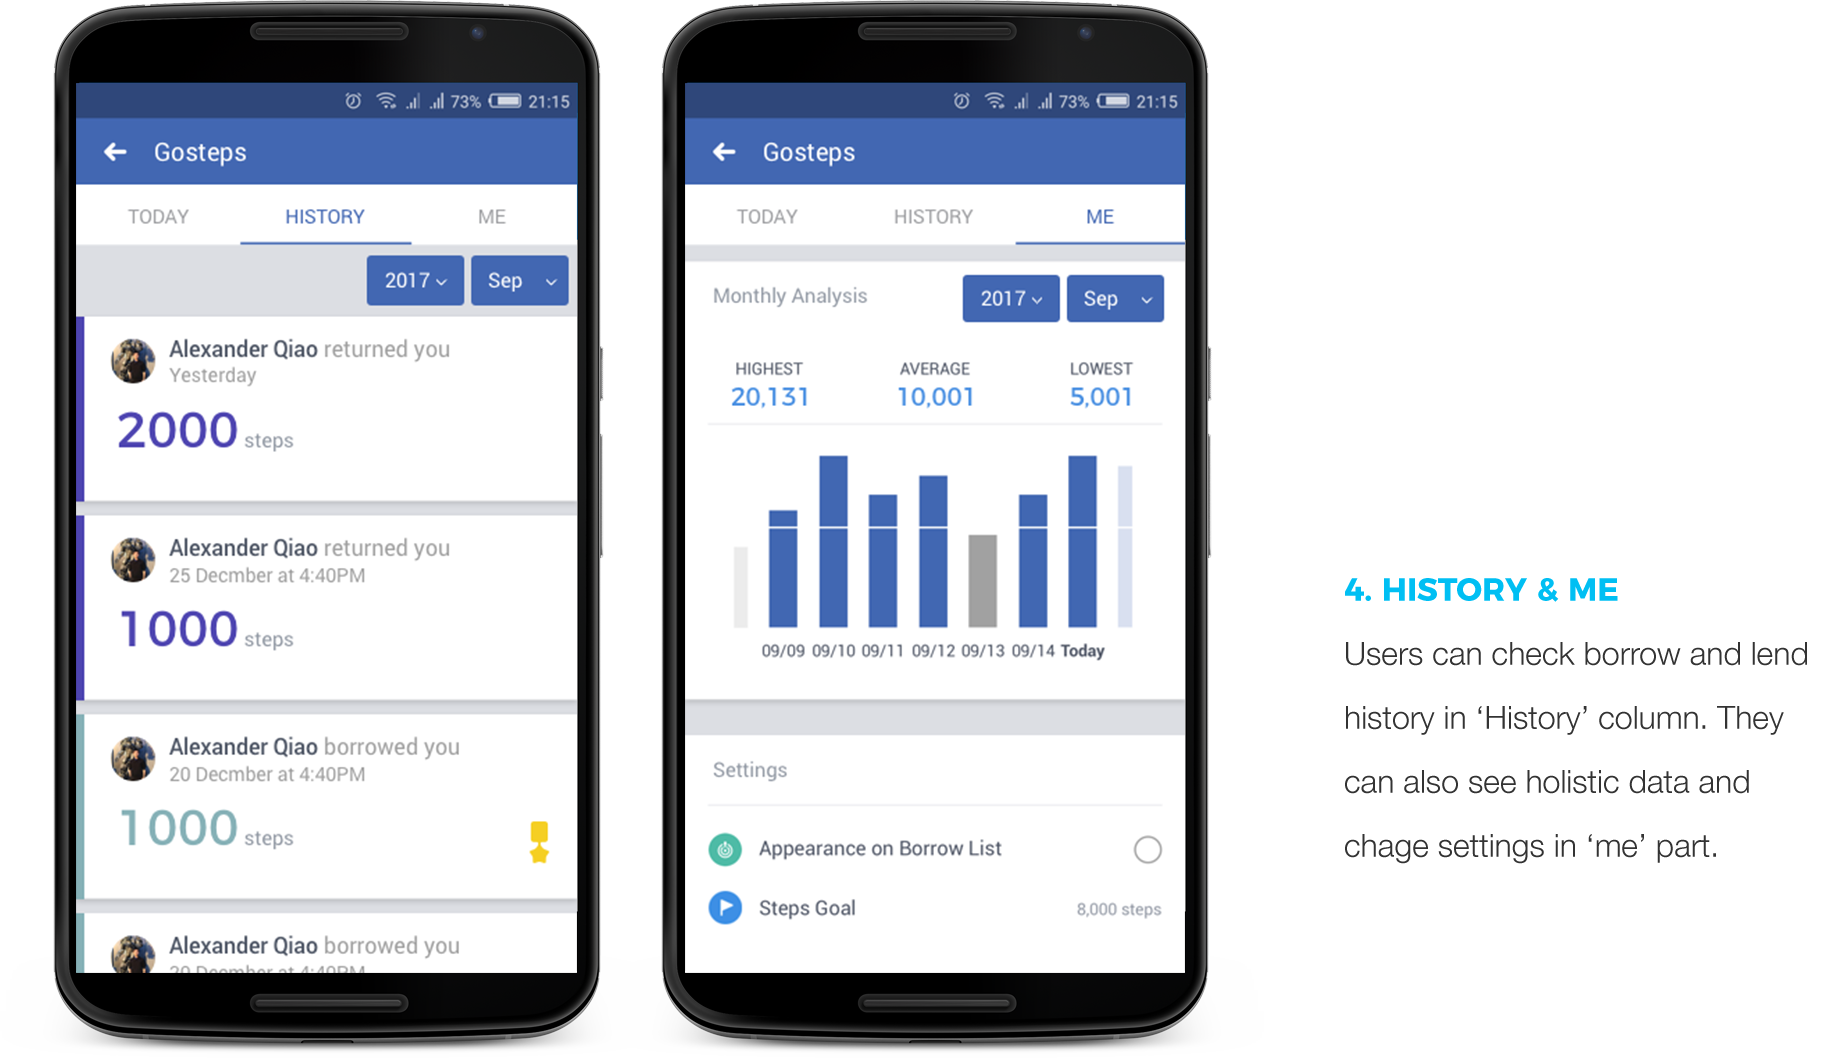 73% 21:15
Gosteps
TODAY HISTORY ME
2017 Sep
Alexander Qiao returned you
Yesterday
2000 steps
Alexander Qiao returned you
25 Decmber at 4:40PM
1000 steps
Alexander Qiao borrowed you
20 Decmber at 4:40PM
1000 steps
Alexander Qiao borrowed you
20 Decmber at 4:40PM
73% 21:15
Gosteps
TODAY HISTORY ME
Monthly Analysis 2017 Sep
HIGHEST AVERAGE LOWEST
20,131 10,001 5,001
09/09 09/10 09/11 09/12 09/13 09/14 Today
Settings
Appearance on Borrow List
Steps Goal 8,000 steps
4. HISTORY & ME
Users can check borrow and lend
history in ‘History’ column. They
can also see holistic data and
chage settings in ‘me’ part.